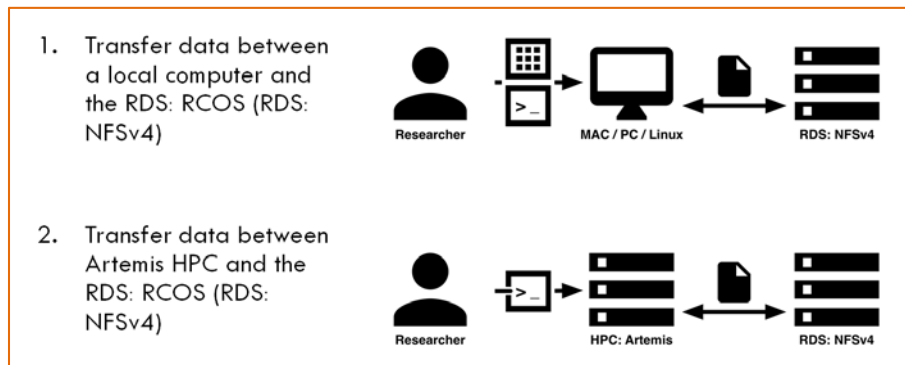 1. Transfer data between
a local computer and
the RDS: RCOS (RDS:
NFSv4)
>_
Researcher
MAC / PC / Linux
RDS: NFSv4
2. Transfer data between
Artemis HPC and the
RDS: RCOS (RDS:
NFSv4)
>_
Researcher
HPC: Artemis
RDS: NFSv4